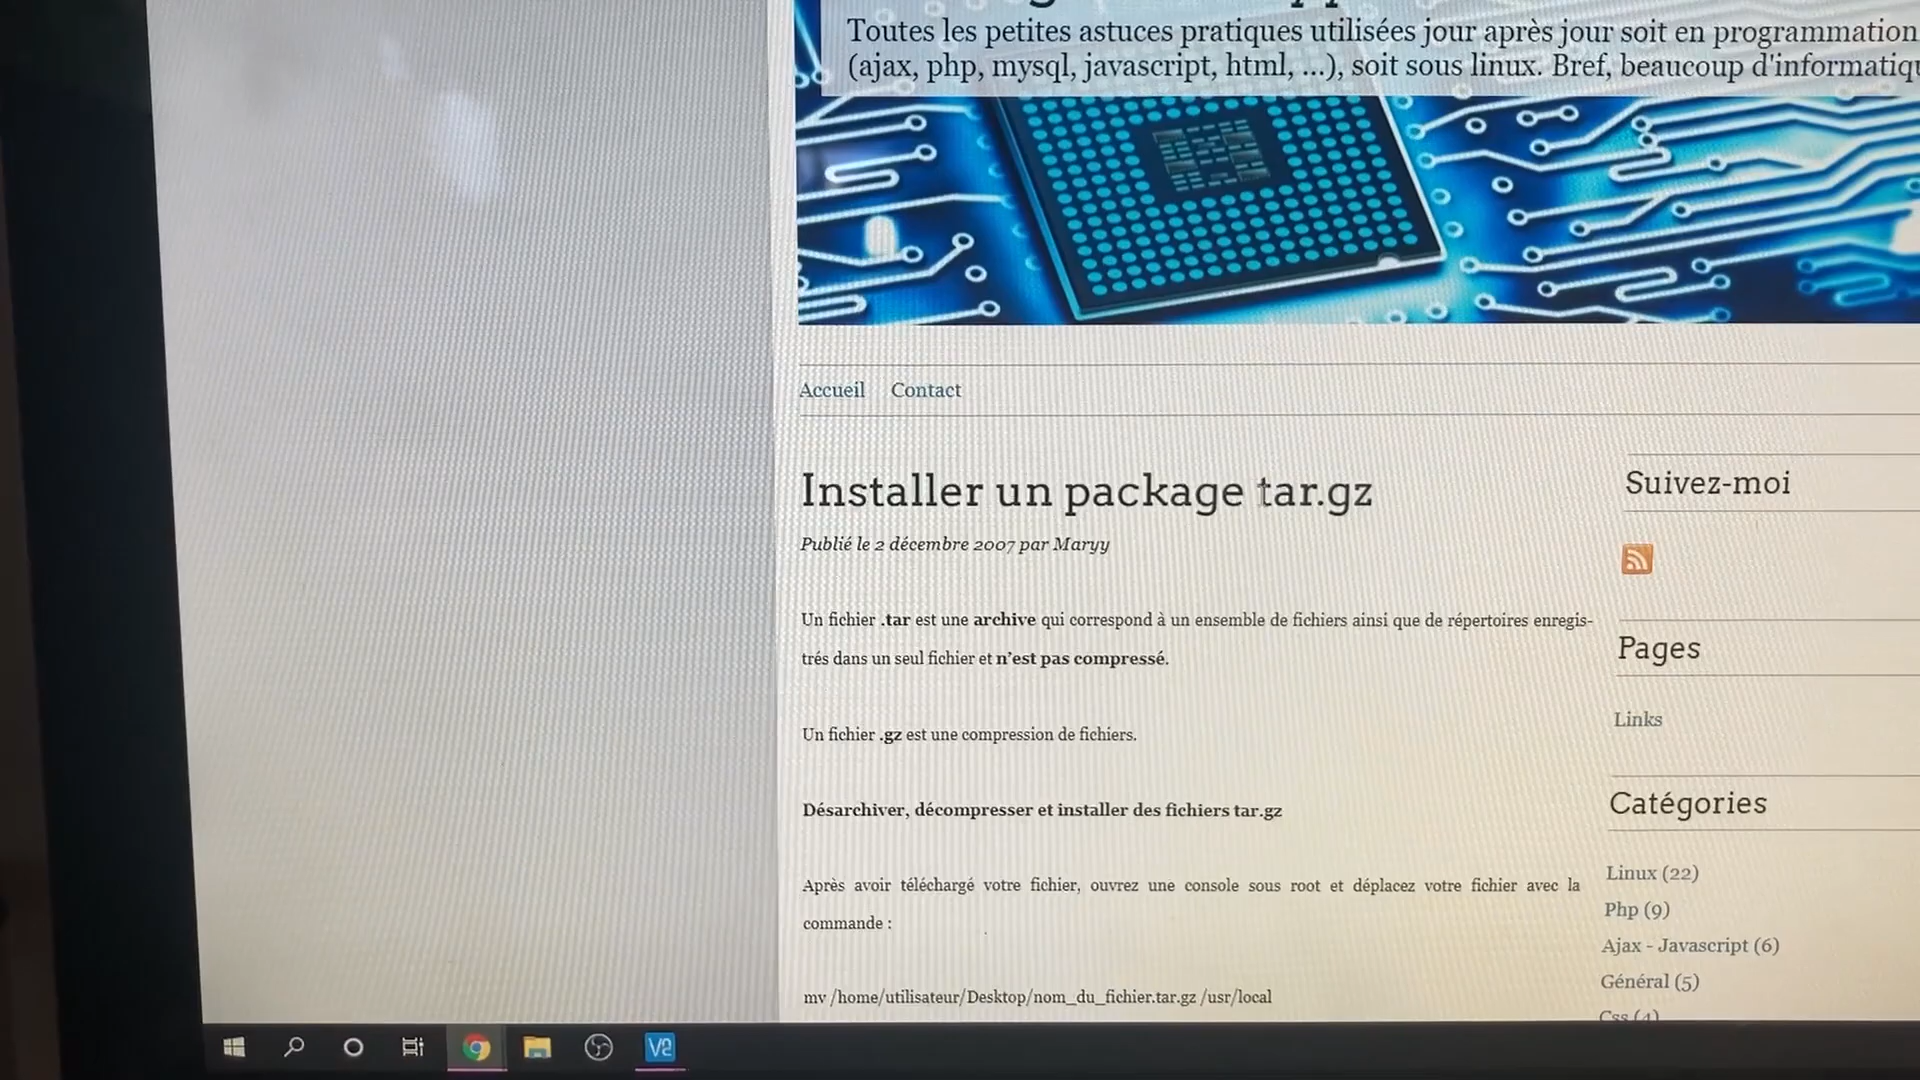 Toutes les petites astuces pratiques utilisées jour après jour soit en programmation
(ajax, php, mysql, javascript, html, ...), soit sous linux. Bref, beaucoup
Accueil Contact
Installer un package tar.gz
Publié le 2 décembre 2007 par Maryy
Un fichier .tar est une archive qui correspond à un ensemble de fichiers ainsi que de répertoires enregis-
trés dans un seul fichier et n'est pas compressé.
Un fichier .gz est une compression de fichiers.
Désarchiver, décompresser et installer des fichiers tar.gz
Après avoir téléchargé votre fichier, ouvrez une console sous root et déplacez votre fichier avec la
commande :
mv /home/utilisateur/Desktop/nom_du_fichier.tar.gz /usr/local
Suivez-moi
Pages
Links
Catégories
Linux (22)
Php (9)
Ajax - Javascript (6)
Général (5)
Css (4)
V2